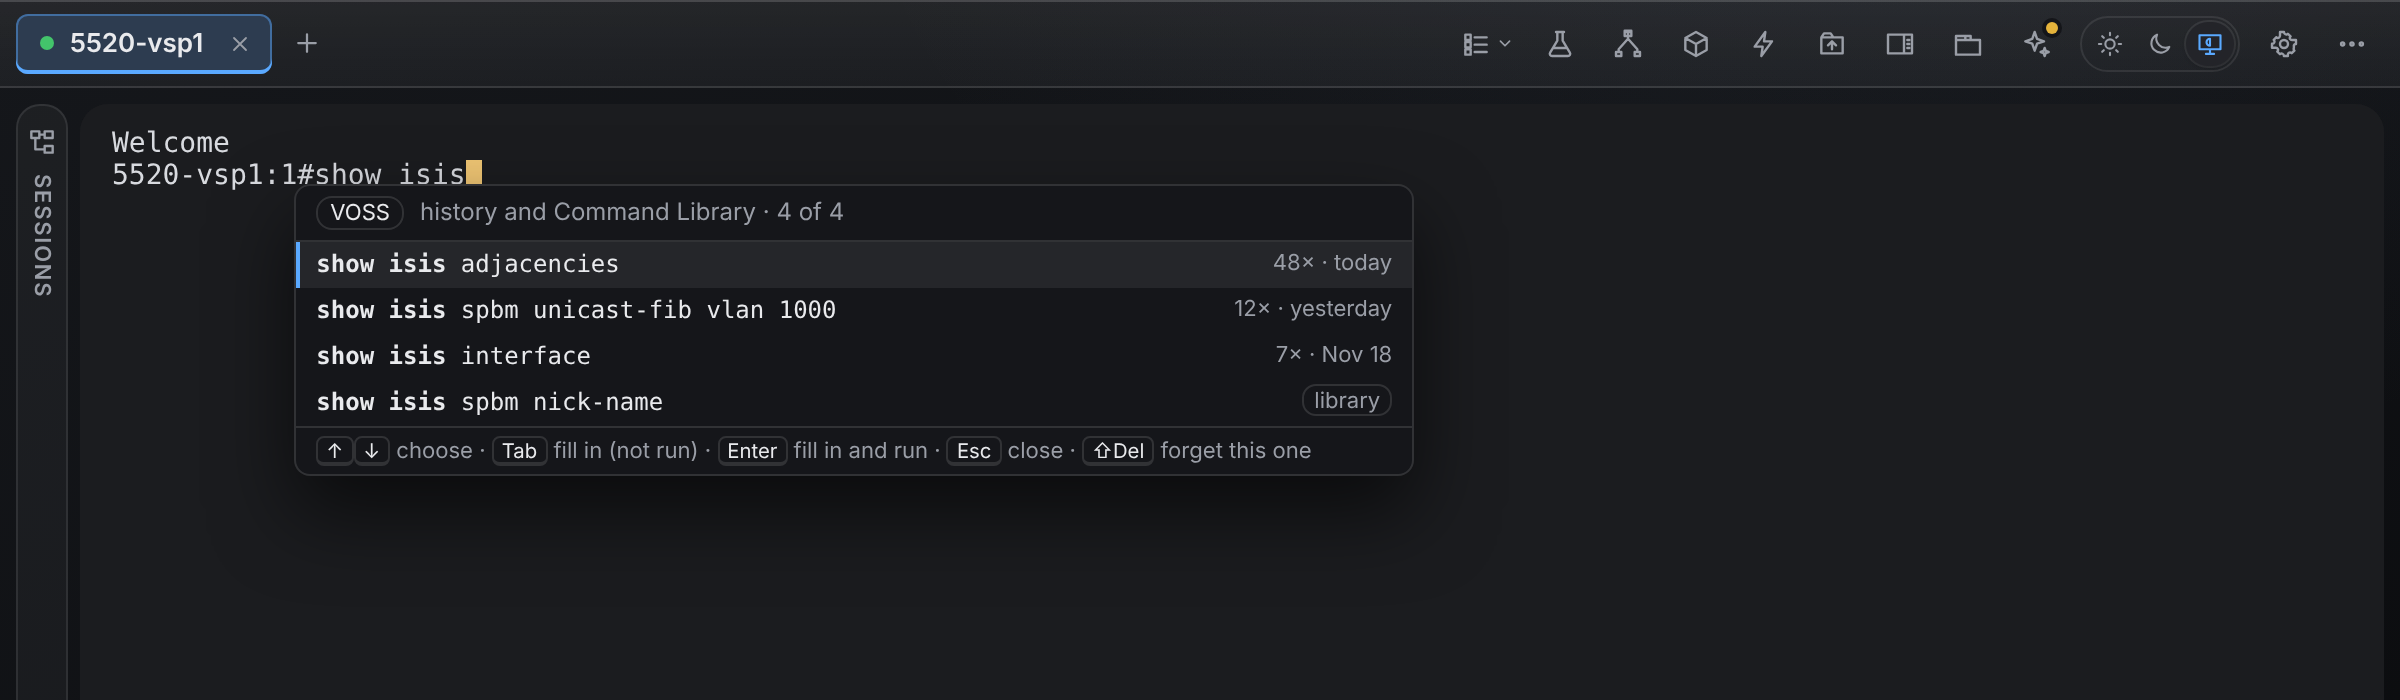 5520-vsp1
SESSIONS
Welcome
5520-vsp1:1#show isis
VOSS history and Command Library · 4 of 4
show isis adjacencies 48× · today
show isis spbm unicast-fib vlan 1000 12× · yesterday
show isis interface 7× · Nov 18
show isis spbm nick-name library
↑ ↓ choose · Tab fill in (not run) · Enter fill in and run · Esc close · ⇧Del forget this one